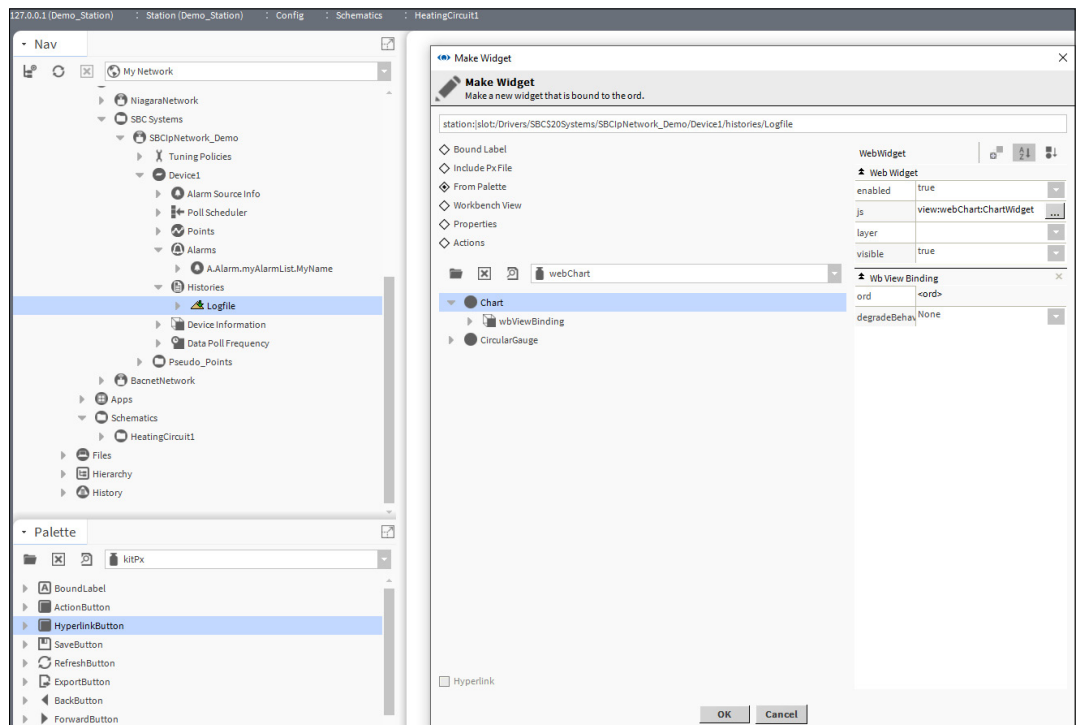 127.0.0.1 (Demo_Station) : Station (Demo_Station) : Config : Schematics : HeatingCircuit1
Nav
My Network
NiagaraNetwork
SBC Systems
SBCIpNetwork_Demo
Tuning Policies
Device1
Alarm Source Info
Poll Scheduler
Points
Alarms
A.Alarm.myAlarmList.MyName
Histories
Logfile
Device Information
Data Poll Frequency
Pseudo_Points
BacnetNetwork
Apps
Schematics
HeatingCircuit1
Files
Hierarchy
History
Palette
kitPx
BoundLabel
ActionButton
HyperlinkButton
SaveButton
RefreshButton
ExportButton
BackButton
ForwardButton
Make Widget
Make Widget
Make a new widget that is bound to the ord.
station:|slot:/Drivers/SBC$20Systems/SBCIpNetwork_Demo/Device1/histories/Logfile
Bound Label
Include Px File
From Palette
Workbench View
Properties
Actions
webChart
Chart
wbViewBinding
CircularGauge
WebWidget
Web Widget
enabled true
js view:webChart:ChartWidget ...
layer
visible true
Wb View Binding
ord <ord>
degradeBehav None
Hyperlink
OK Cancel